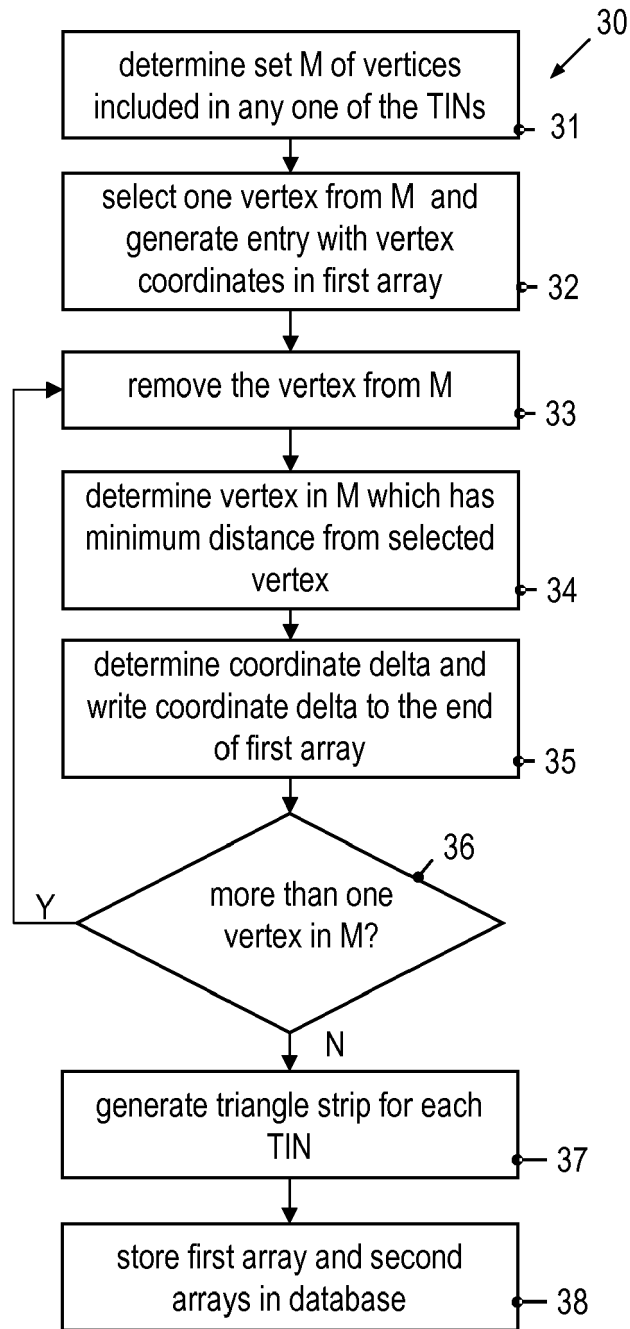 30
determine set M of vertices
included in any one of the TINs
31
select one vertex from M and
generate entry with vertex
coordinates in first array
32
remove the vertex from M
33
determine vertex in M which has
minimum distance from selected
vertex
34
determine coordinate delta and
write coordinate delta to the end
of first array
35
36
more than one
vertex in M?
Y
N
generate triangle strip for each
TIN
37
store first array and second
arrays in database
38